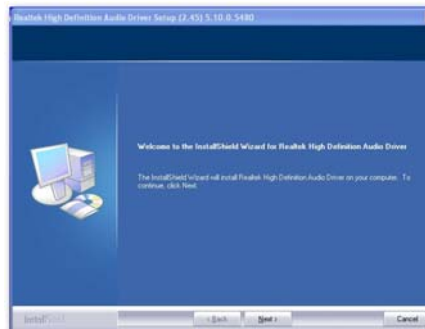 Realtek High Definition Audio Driver Setup (2.45) 5.10.0.5480
Welcome to the InstallShield Wizard for Realtek High Definition Audio Driver
The InstallShield Wizard will install Realtek High Definition Audio Driver on your computer. To
continue, click Next.
InstallShield
< Back
Next >
Cancel